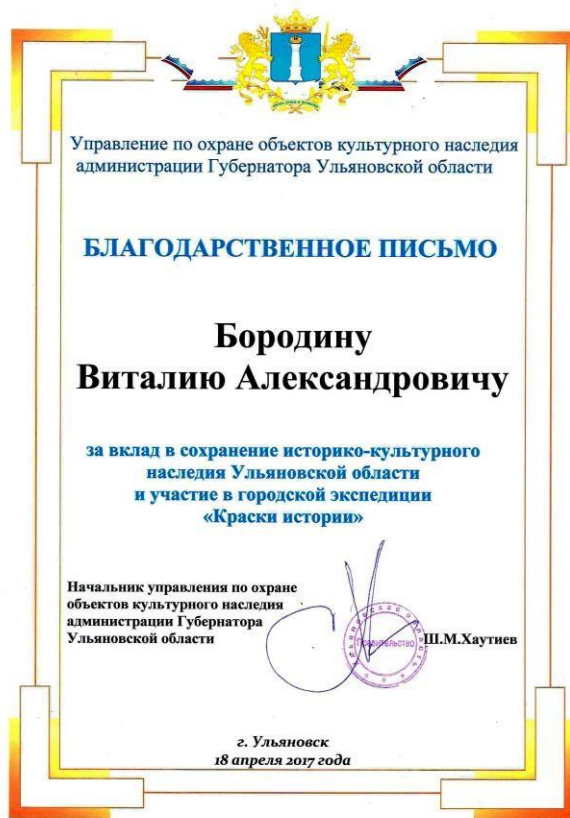 Управление по охране объектов культурного наследия
администрации Губернатора Ульяновской области
БЛАГОДАРСТВЕННОЕ ПИСЬМО
Бородину
Виталию Александровичу
за вклад в сохранение историко-культурного
наследия Ульяновской области
и участие в городской экспедиции
«Краски истории»
Начальник управления по охране
объектов культурного наследия
администрации Губернатора
Ульяновской области
Правительство
Ш.М.Хаутиев
г. Ульяновск
18 апреля 2017 года